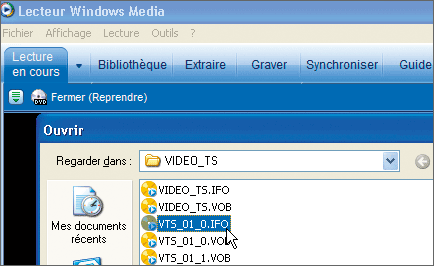 Lecteur Windows Media
Fichier Affichage Lecture Outils ?
Lecture en cours
Bibliothèque Extraire Graver Synchroniser Guide
DVD Fermer (Reprendre)
Ouvrir
Regarder dans : VIDEO_TS
Mes documents récents
VIDEO_TS.IFO
VIDEO_TS.VOB
VTS_01_0.IFO
VTS_01_0.VOB
VTS_01_1.VOB